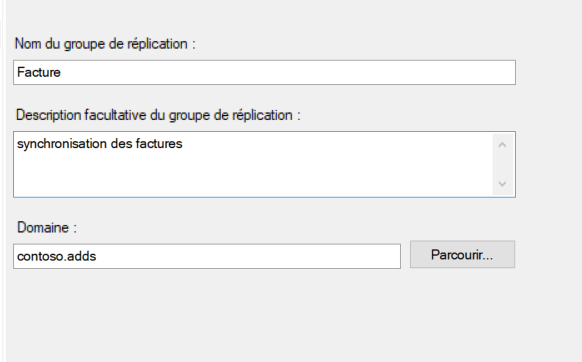 Nom du groupe de réplication :
Facture
Description facultative du groupe de réplication :
synchronisation des factures
Domaine :
contoso.adds
Parcourir...